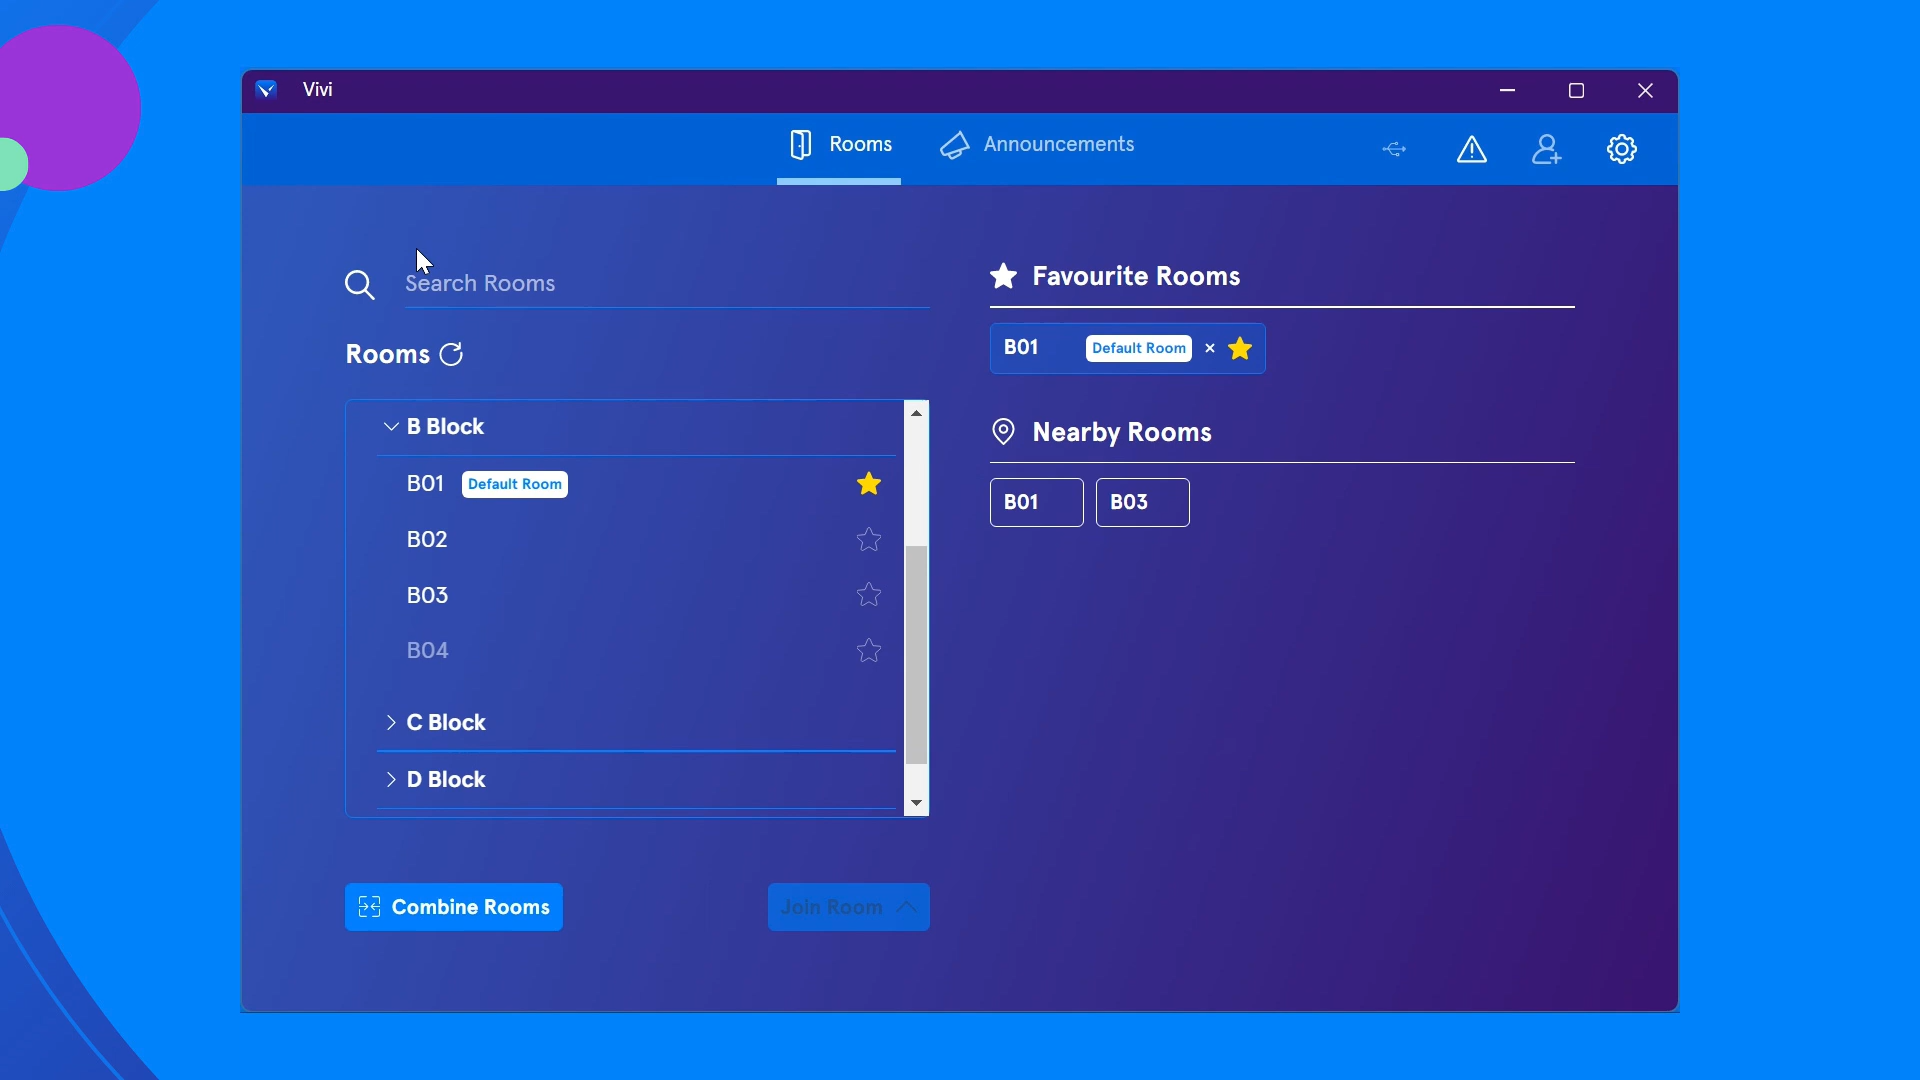 Vivi
Rooms
Announcements
Search Rooms
Rooms
B Block
B01 Default Room
B02
B03
B04
C Block
D Block
Combine Rooms
Join Room
Favourite Rooms
B01 Default Room ×
Nearby Rooms
B01 B03